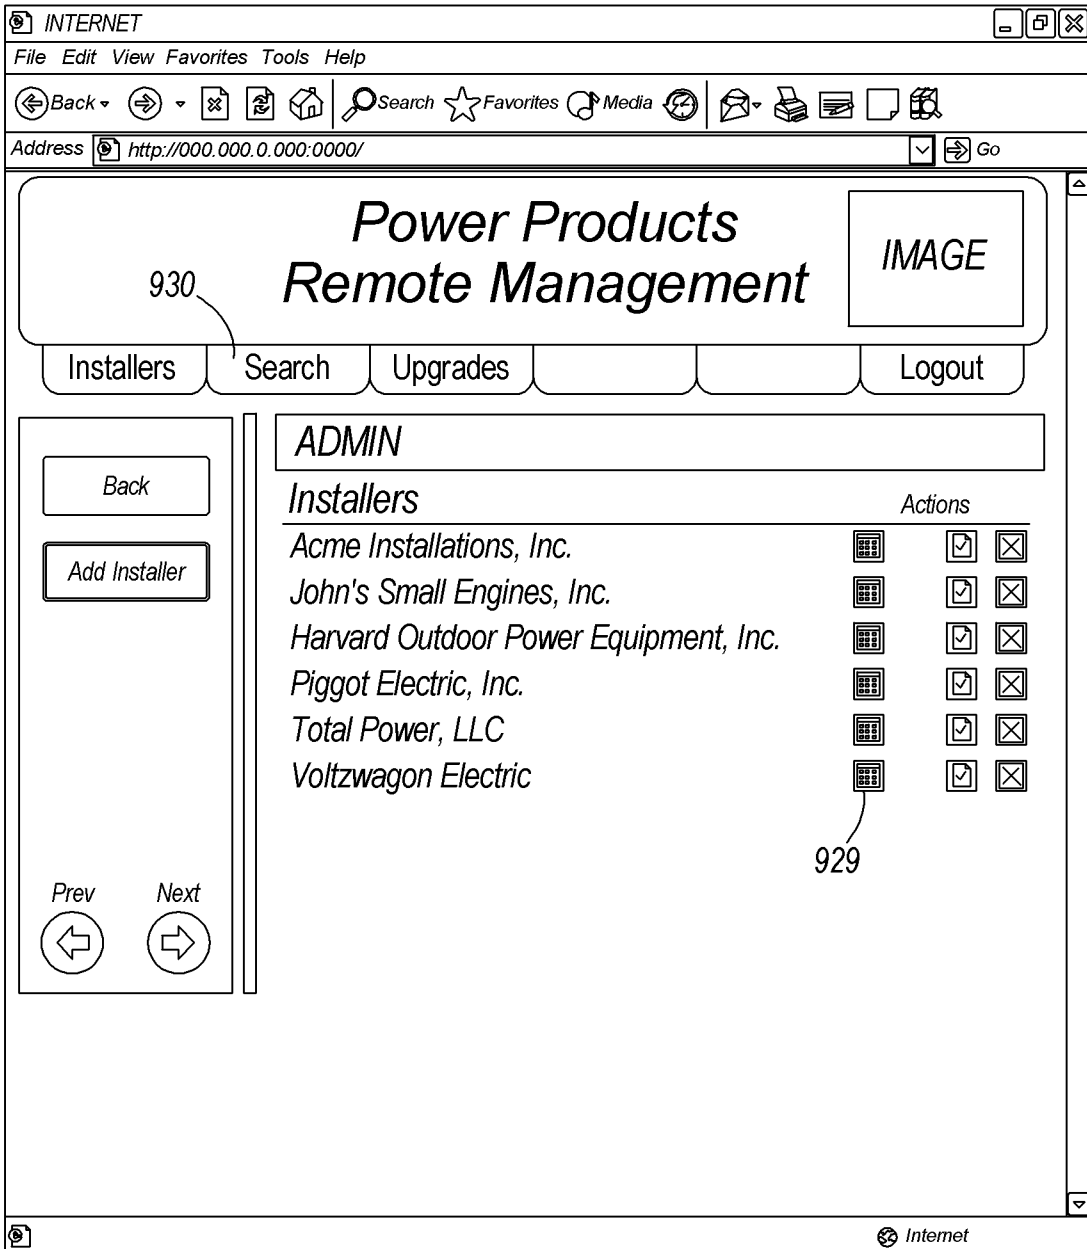 INTERNET
File Edit View Favorites Tools Help
Back Search Favorites Media
Address http://000.000.0.000:0000/ Go
Power Products
Remote Management
IMAGE
930
Installers Search Upgrades Logout
Back
Add Installer
Prev Next
ADMIN
Installers Actions
Acme Installations, Inc.
John's Small Engines, Inc.
Harvard Outdoor Power Equipment, Inc.
Piggot Electric, Inc.
Total Power, LLC
Voltzwagon Electric
929
Internet